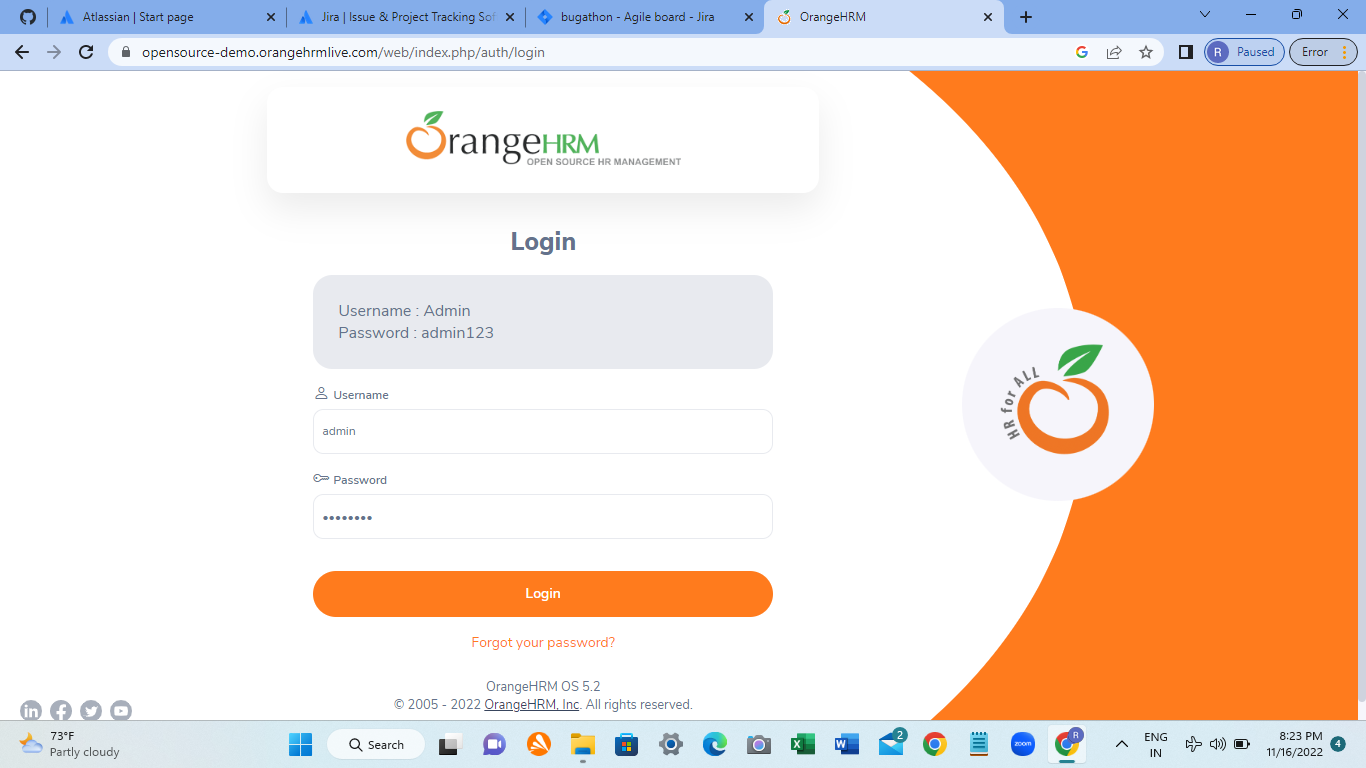 Atlassian | Start page
Jira | Issue & Project Tracking Sof
bugathon - Agile board - Jira
OrangeHRM
opensource-demo.orangehrmlive.com/web/index.php/auth/login
G
R Paused
Error
OrangeHRM
OPEN SOURCE HR MANAGEMENT
Login
Username : Admin
Password : admin123
Username
admin
Password
Login
Forgot your password?
OrangeHRM OS 5.2
© 2005 - 2022 OrangeHRM, Inc. All rights reserved.
HR for ALL
73°F
Partly cloudy
Search
2
zoom
R
ENG
IN
8:23 PM
11/16/2022
4